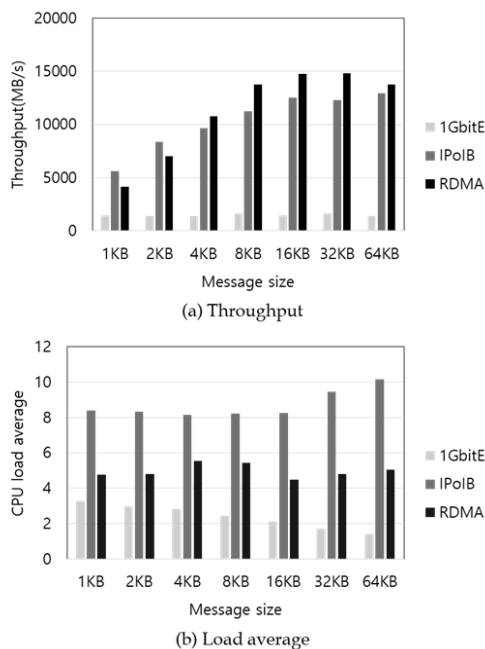 20000
15000
10000
5000
0
Throughput(MB/s)
1KB 2KB 4KB 8KB 16KB 32KB 64KB
Message size
1GbitE
IPoIB
RDMA
(a) Throughput
12
10
8
6
4
2
0
CPU load average
1KB 2KB 4KB 8KB 16KB 32KB 64KB
Message size
1GbitE
IPoIB
RDMA
(b) Load average